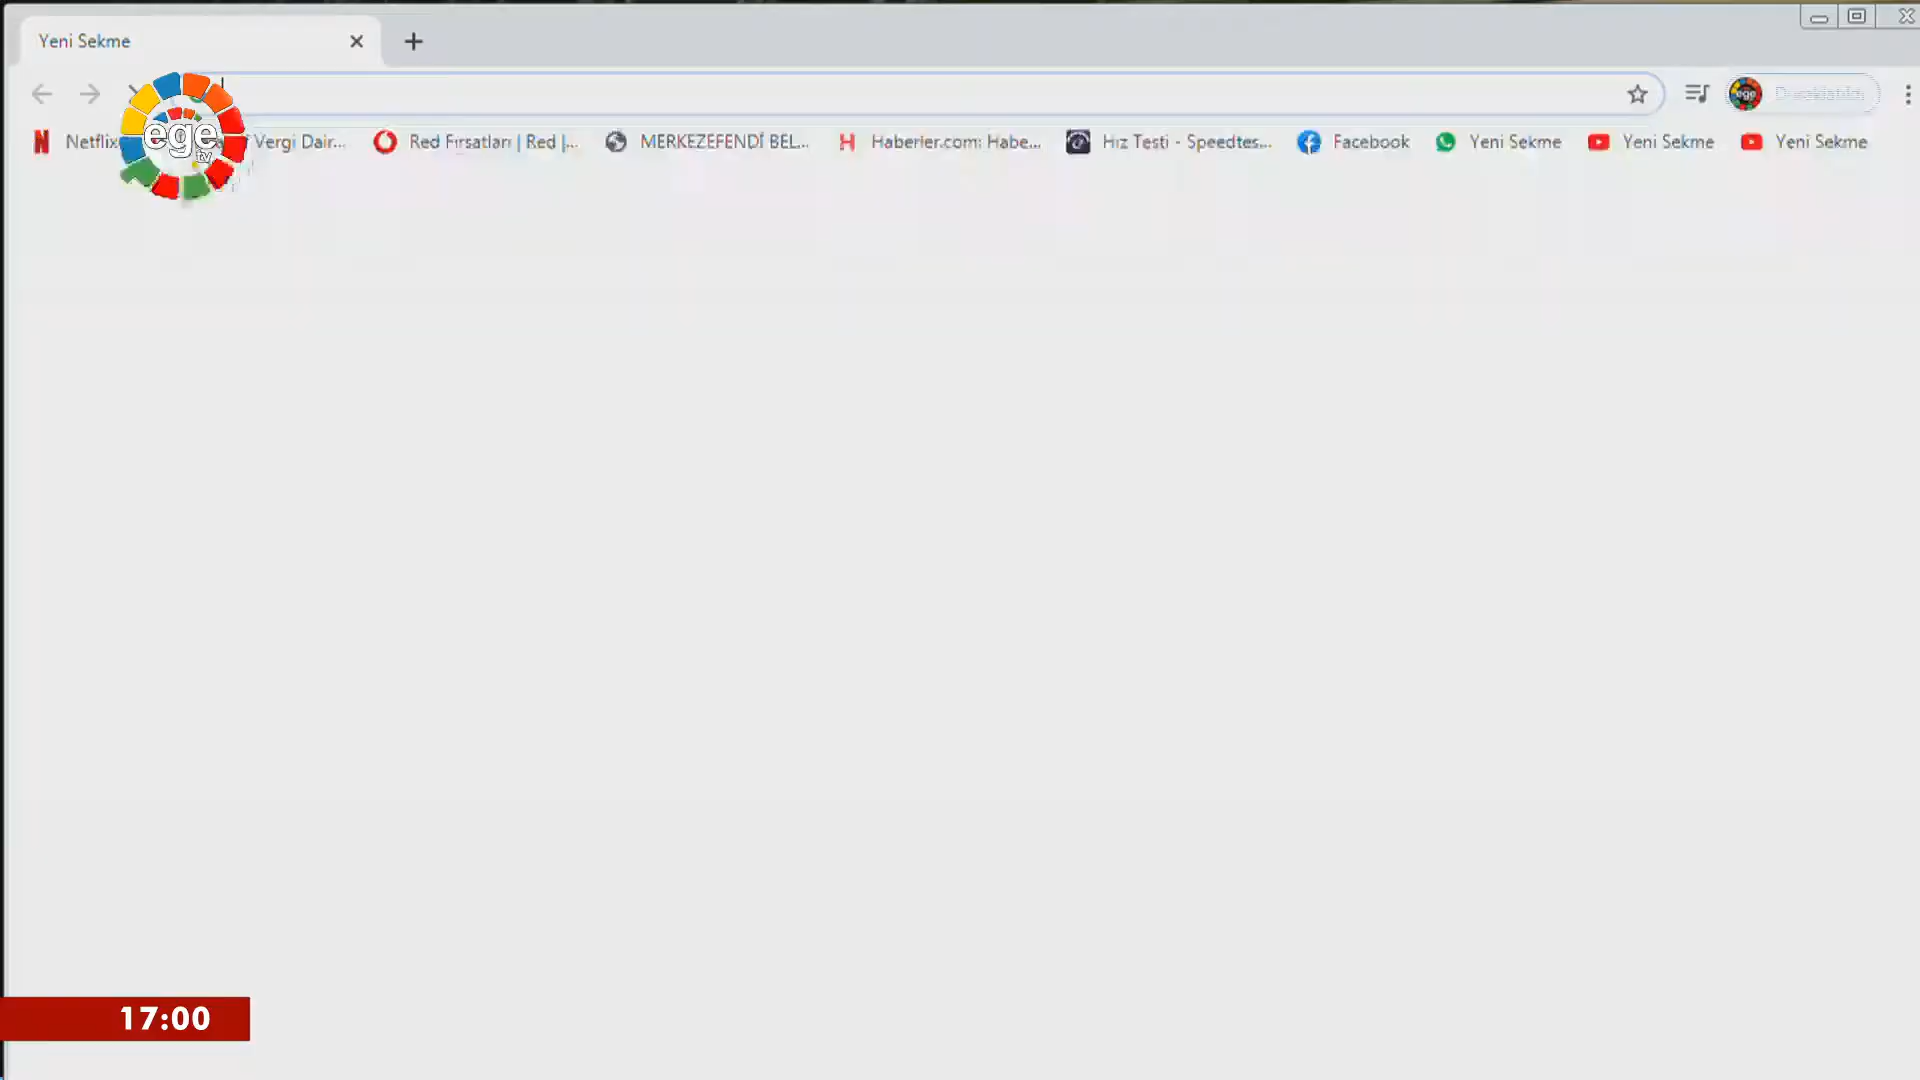 Yeni Sekme
Netflix
Vergi Dair...
Red Fırsatları | Red |...
MERKEZEFENDİ BEL...
Haberler.com: Habe...
Hız Testi - Speedtes...
Facebook
Yeni Sekme
Yeni Sekme
Yeni Sekme
ege tv
17:00